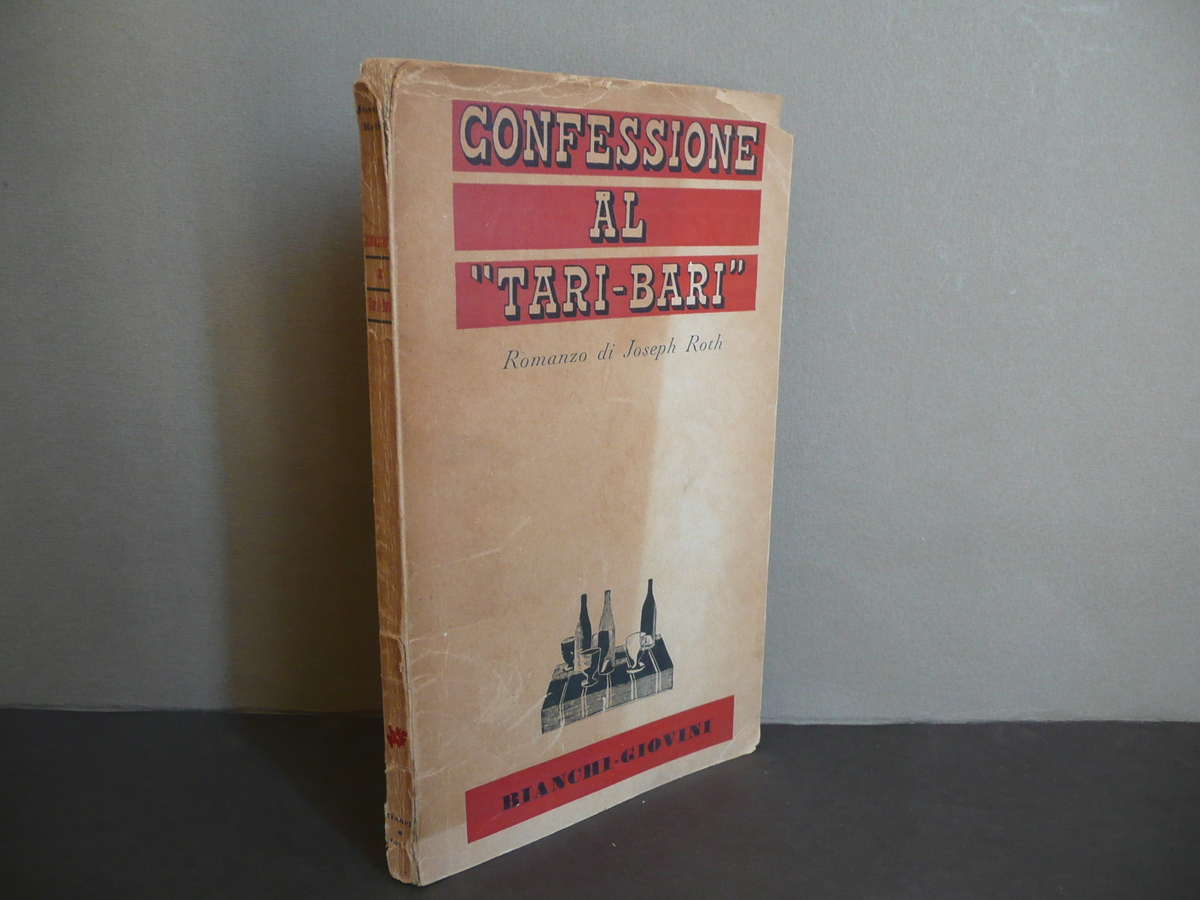 CONFESSIONE
AL
"TARI-BARI"
Romanzo di Joseph Roth
BIANCHI-GIOVINI